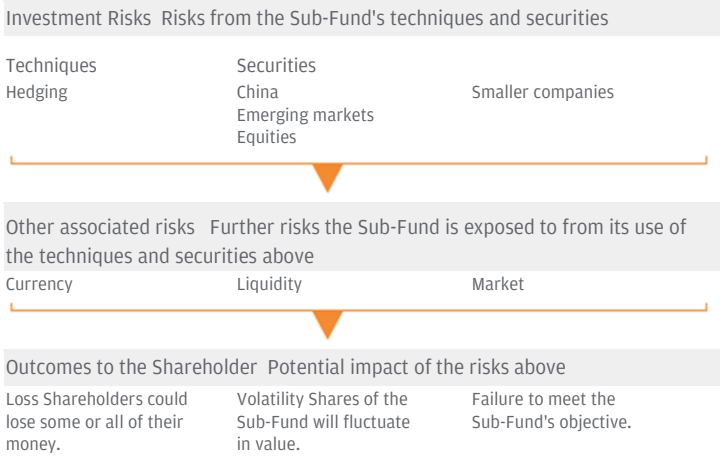 Investment Risks Risks from the Sub-Fund's techniques and securities
Techniques Securities
Hedging China Smaller companies
Emerging markets
Equities
Other associated risks Further risks the Sub-Fund is exposed to from its use of
the techniques and securities above
Currency Liquidity Market
Outcomes to the Shareholder Potential impact of the risks above
Loss Shareholders could
lose some or all of their
money.
Volatility Shares of the
Sub-Fund will fluctuate
in value.
Failure to meet the
Sub-Fund's objective.